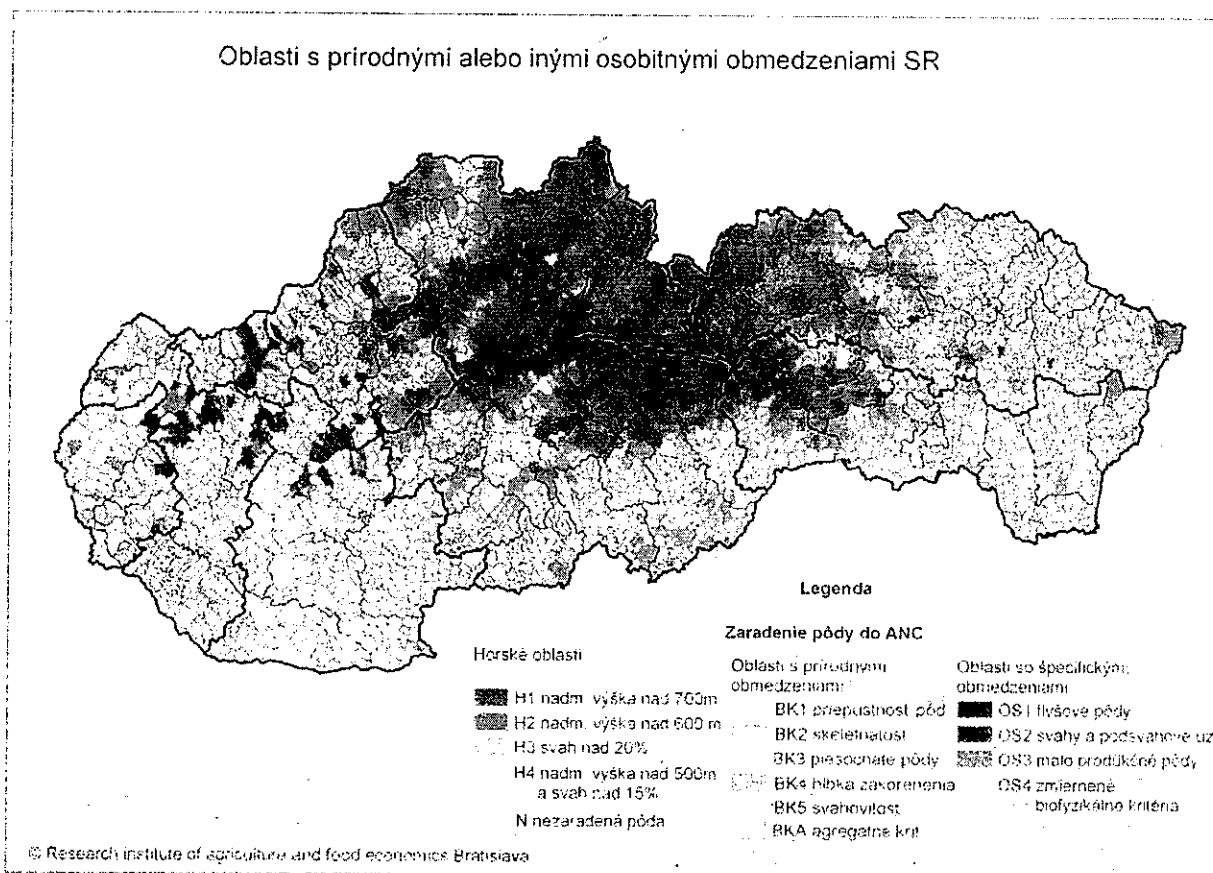 Oblasti s prírodnými alebo inými osobitnými obmedzeniami SR
Legenda
Zaradenie pôdy do ANC
Horské oblasti
H1 nadm. výška nad 700m
H2 nadm. výška nad 600 m
H3 svah nad 20%
H4 nadm. výška nad 500m
a svah nad 15%
N nezaradená pôda
Oblasti s prírodnými
obmedzeniami
BK1 priepustnosť pôd
BK2 skeletnatosť
BK3 piesočnaté pôdy
BK4 hĺbka zakorenenia
BK5 svahovitosť
BKA agregátne krit
Oblasti so špecifickými
obmedzeniami
OS1 flyšové pôdy
OS2 svahy a podsvahové úz
OS3 málo produkčné pôdy
OS4 zmiernené
biofyzikálne kritériá
© Research institute of agriculture and food economics Bratislava